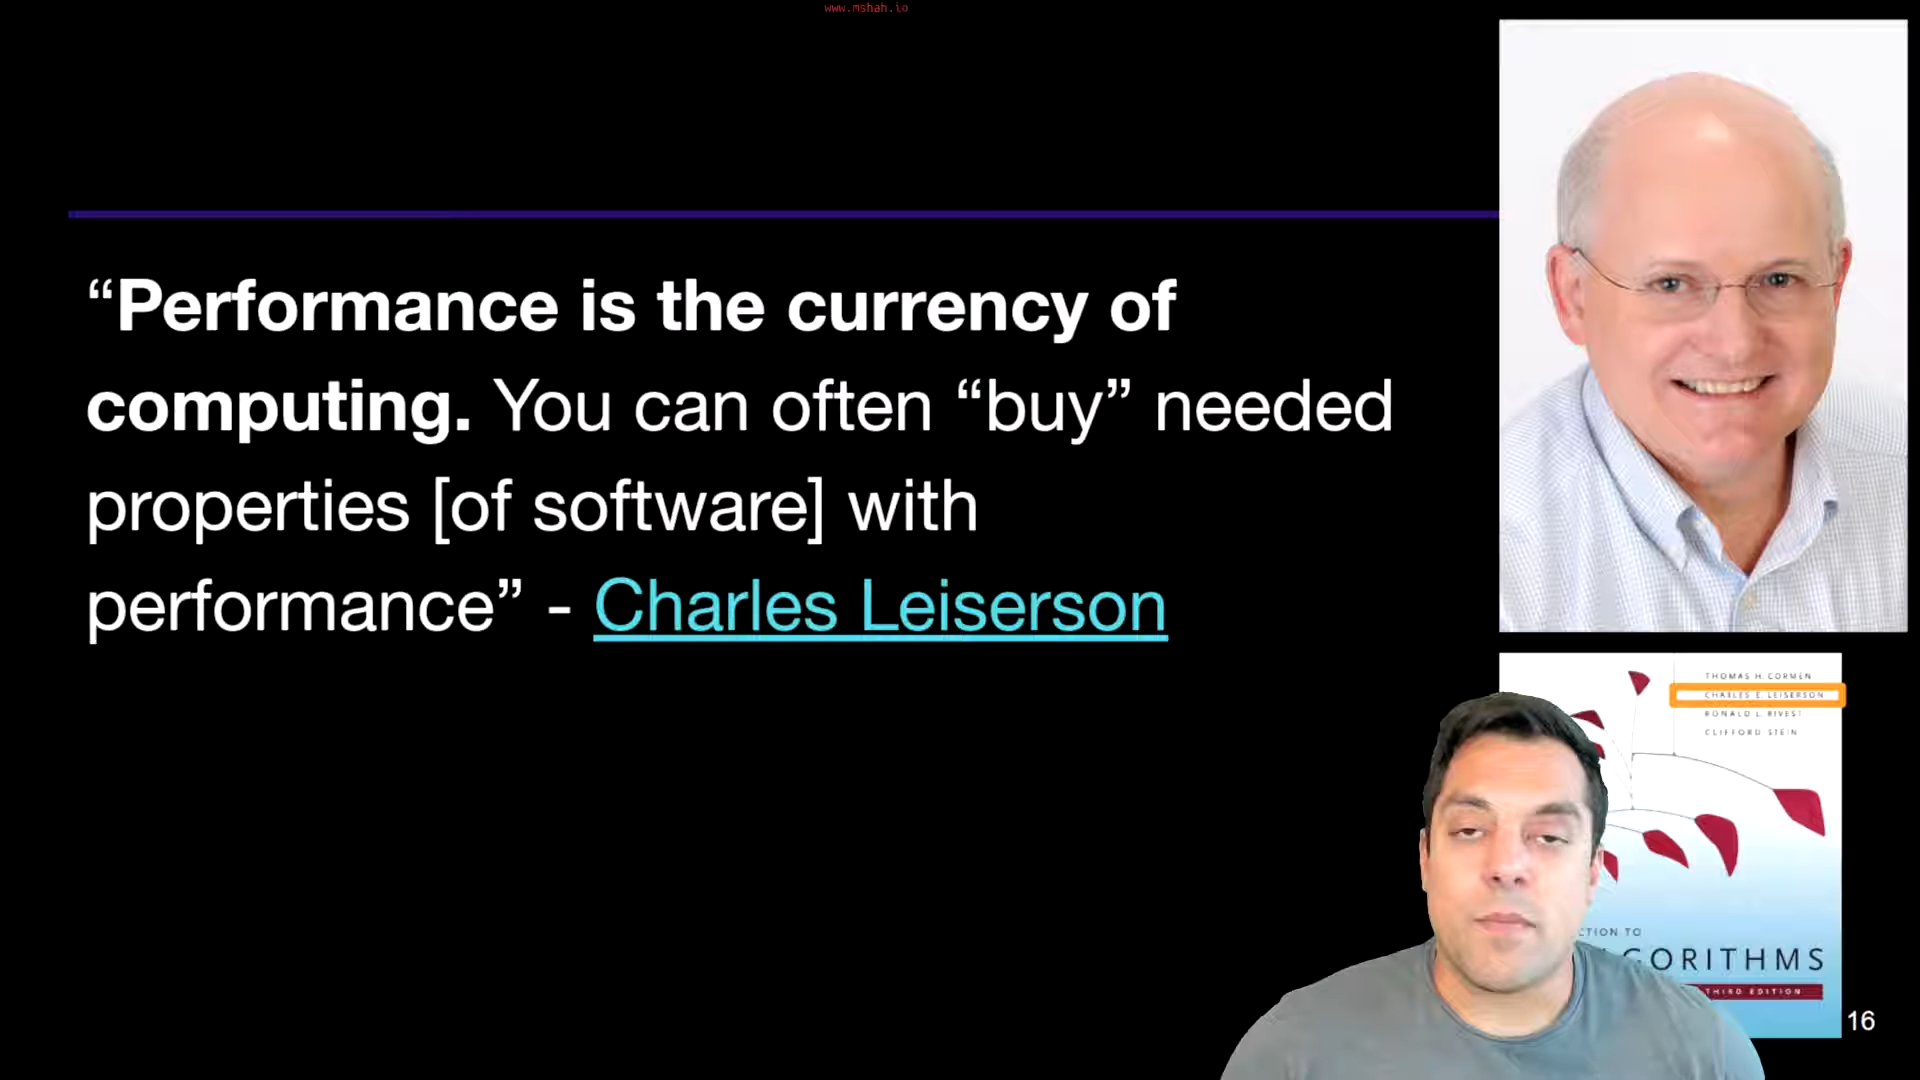 www.mshah.io
“Performance is the currency of
computing. You can often “buy” needed
properties [of software] with
performance” - Charles Leiserson
THOMAS H. CORMEN
CHARLES E. LEISERSON
RONALD L. RIVEST
CLIFFORD STEIN
CTION TO
GORITHMS
THIRD EDITION
16